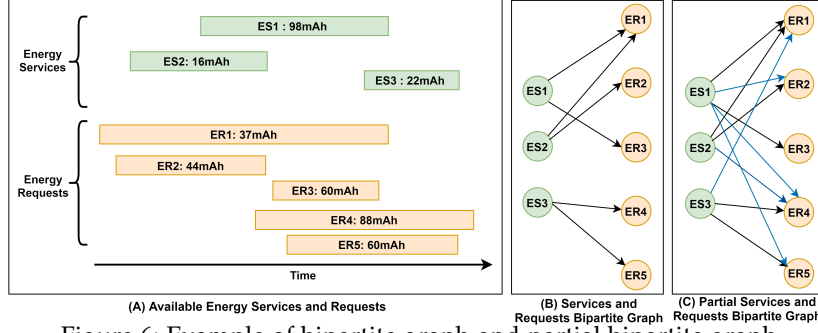 Energy
Services
ES1 : 98mAh
ES2: 16mAh
ES3 : 22mAh
Energy
Requests
ER1: 37mAh
ER2: 44mAh
ER3: 60mAh
ER4: 88mAh
ER5: 60mAh
Time
(A) Available Energy Services and Requests
ES1
ES2
ES3
ER1
ER2
ER3
ER4
ER5
(B) Services and
Requests Bipartite Graph
ES1
ES2
ES3
ER1
ER2
ER3
ER4
ER5
(C) Partial Services and
Requests Bipartite Graph
Figure 6: Example of bipartite graph and partial bipartite graph